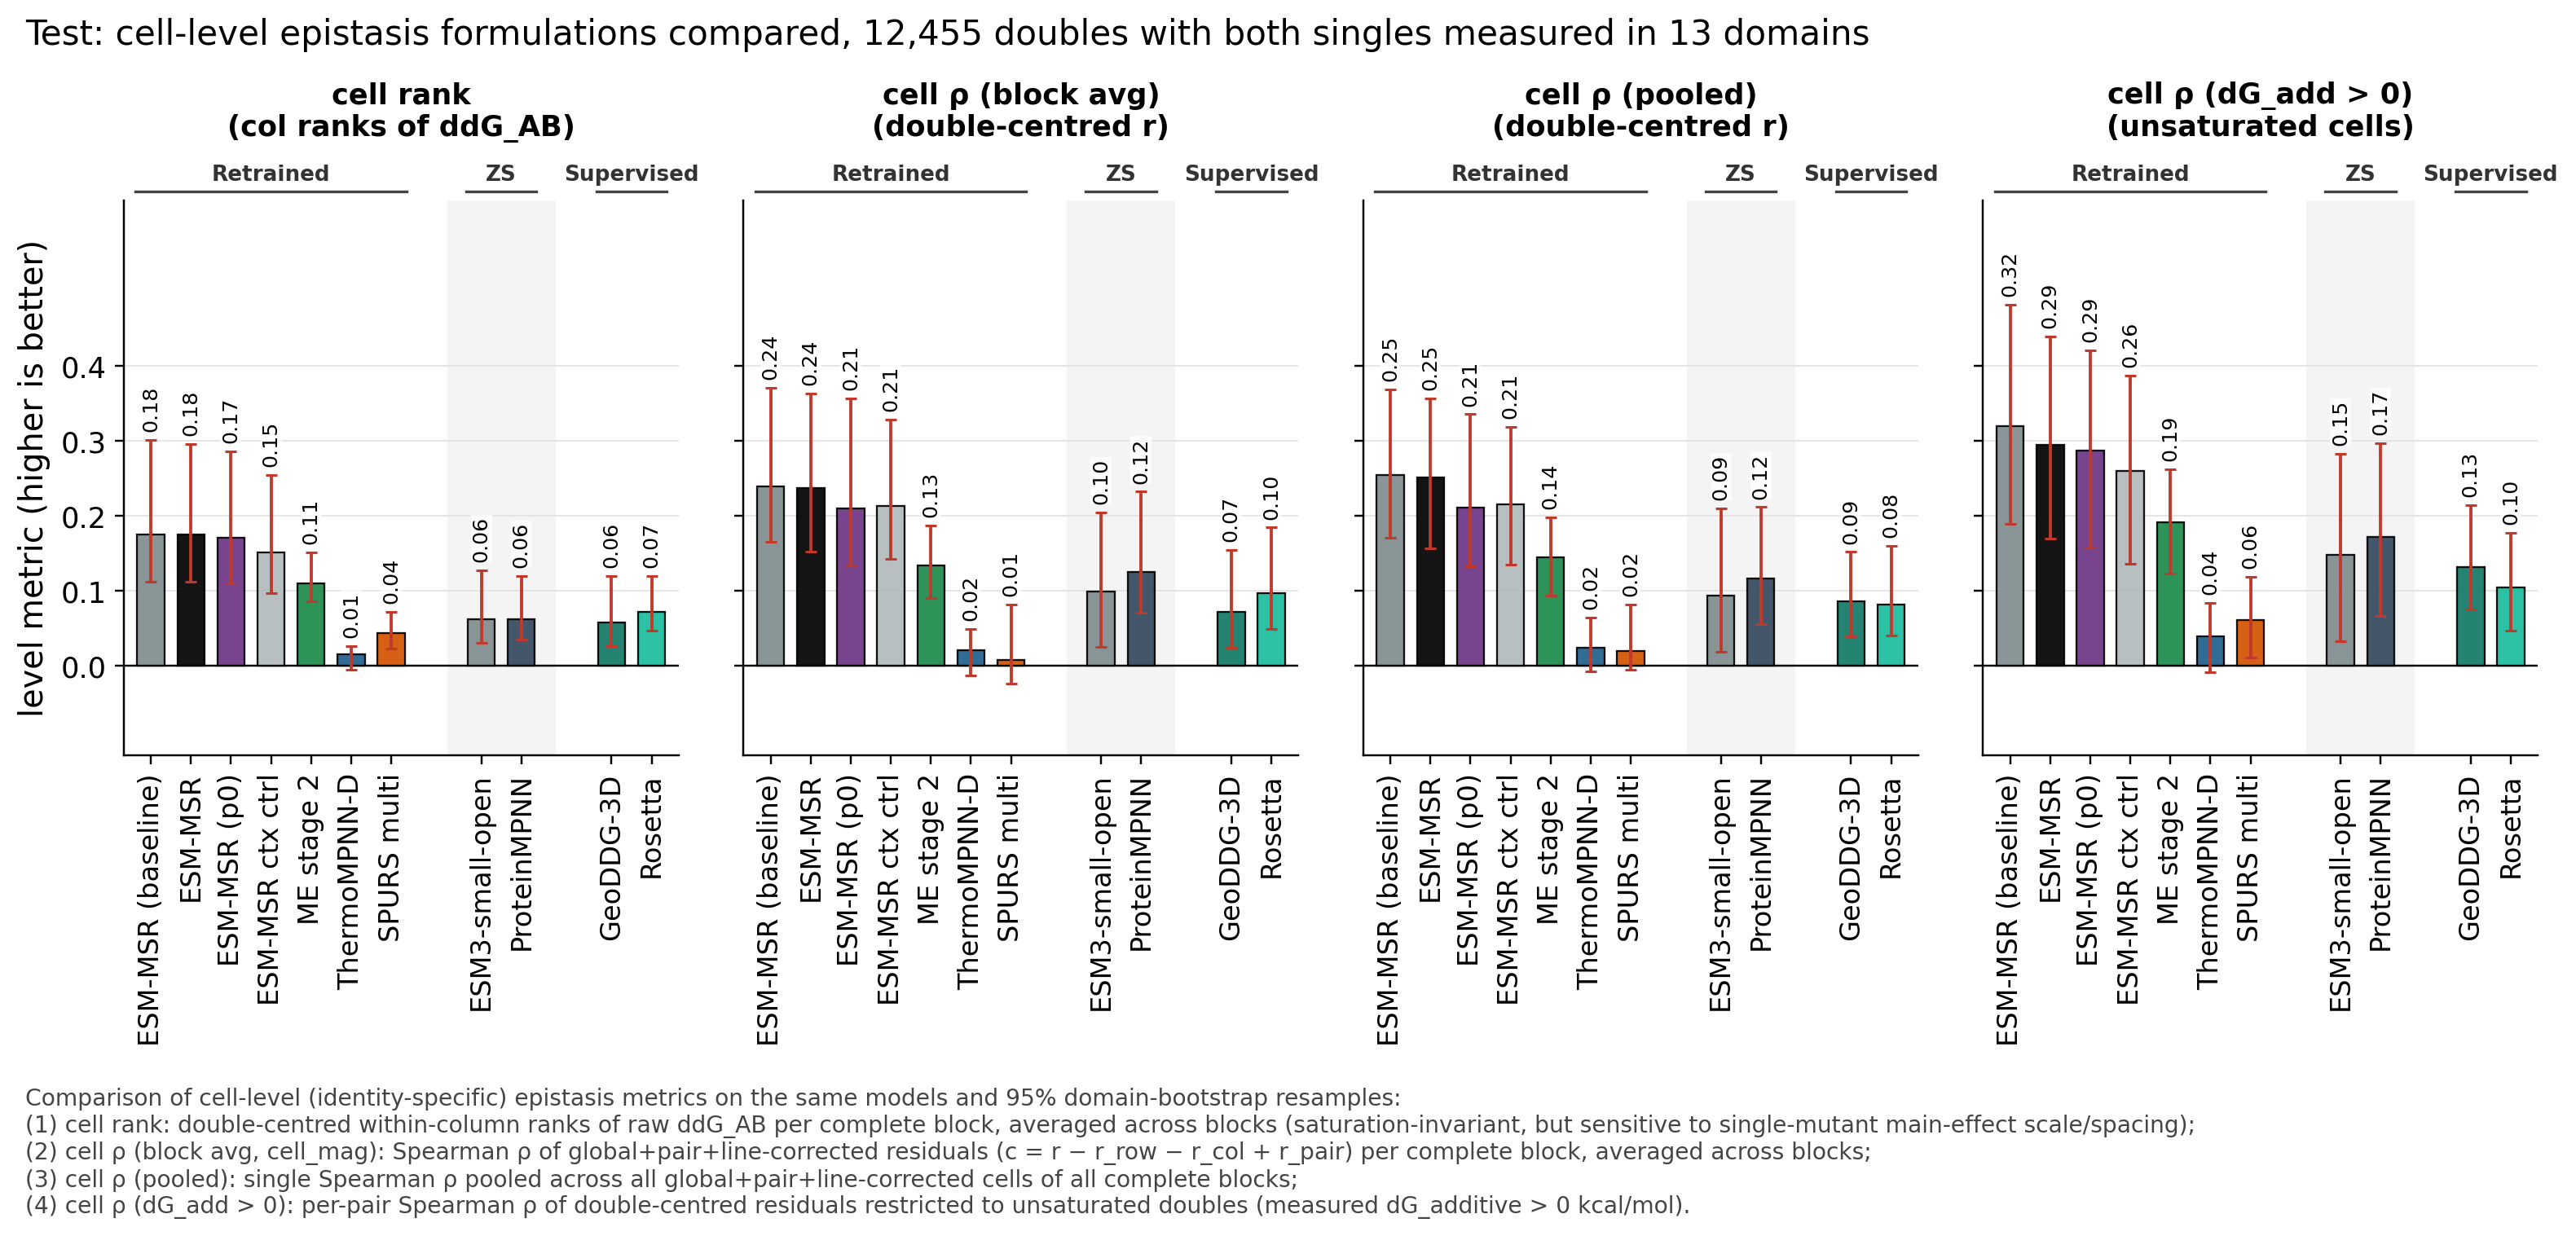 Test: cell-level epistasis formulations compared, 12,455 doubles with both singles measured in 13 domains
cell rank
(col ranks of ddG_AB)
Retrained ZS Supervised
level metric (higher is better)
0.4
0.3
0.2
0.1
0.0
0.18 0.18 0.17 0.15 0.11 0.01 0.04 0.06 0.06 0.06 0.07
ESM-MSR (baseline)
ESM-MSR
ESM-MSR (p0)
ESM-MSR ctx ctrl
ME stage 2
ThermoMPNN-D
SPURS multi
ESM3-small-open
ProteinMPNN
GeoDDG-3D
Rosetta
cell ρ (block avg)
(double-centred r)
Retrained ZS Supervised
0.24 0.24 0.21 0.21 0.13 0.02 0.01 0.10 0.12 0.07 0.10
ESM-MSR (baseline)
ESM-MSR
ESM-MSR (p0)
ESM-MSR ctx ctrl
ME stage 2
ThermoMPNN-D
SPURS multi
ESM3-small-open
ProteinMPNN
GeoDDG-3D
Rosetta
cell ρ (pooled)
(double-centred r)
Retrained ZS Supervised
0.25 0.25 0.21 0.21 0.14 0.02 0.02 0.09 0.12 0.09 0.08
ESM-MSR (baseline)
ESM-MSR
ESM-MSR (p0)
ESM-MSR ctx ctrl
ME stage 2
ThermoMPNN-D
SPURS multi
ESM3-small-open
ProteinMPNN
GeoDDG-3D
Rosetta
cell ρ (dG_add > 0)
(unsaturated cells)
Retrained ZS Supervised
0.32 0.29 0.29 0.26 0.19 0.04 0.06 0.15 0.17 0.13 0.10
ESM-MSR (baseline)
ESM-MSR
ESM-MSR (p0)
ESM-MSR ctx ctrl
ME stage 2
ThermoMPNN-D
SPURS multi
ESM3-small-open
ProteinMPNN
GeoDDG-3D
Rosetta
Comparison of cell-level (identity-specific) epistasis metrics on the same models and 95% domain-bootstrap resamples:
(1) cell rank: double-centred within-column ranks of raw ddG_AB per complete block, averaged across blocks (saturation-invariant, but sensitive to single-mutant main-effect scale/spacing);
(2) cell ρ (block avg, cell_mag): Spearman ρ of global+pair+line-corrected residuals (c = r − r_row − r_col + r_pair) per complete block, averaged across blocks;
(3) cell ρ (pooled): single Spearman ρ pooled across all global+pair+line-corrected cells of all complete blocks;
(4) cell ρ (dG_add > 0): per-pair Spearman ρ of double-centred residuals restricted to unsaturated doubles (measured dG_additive > 0 kcal/mol).